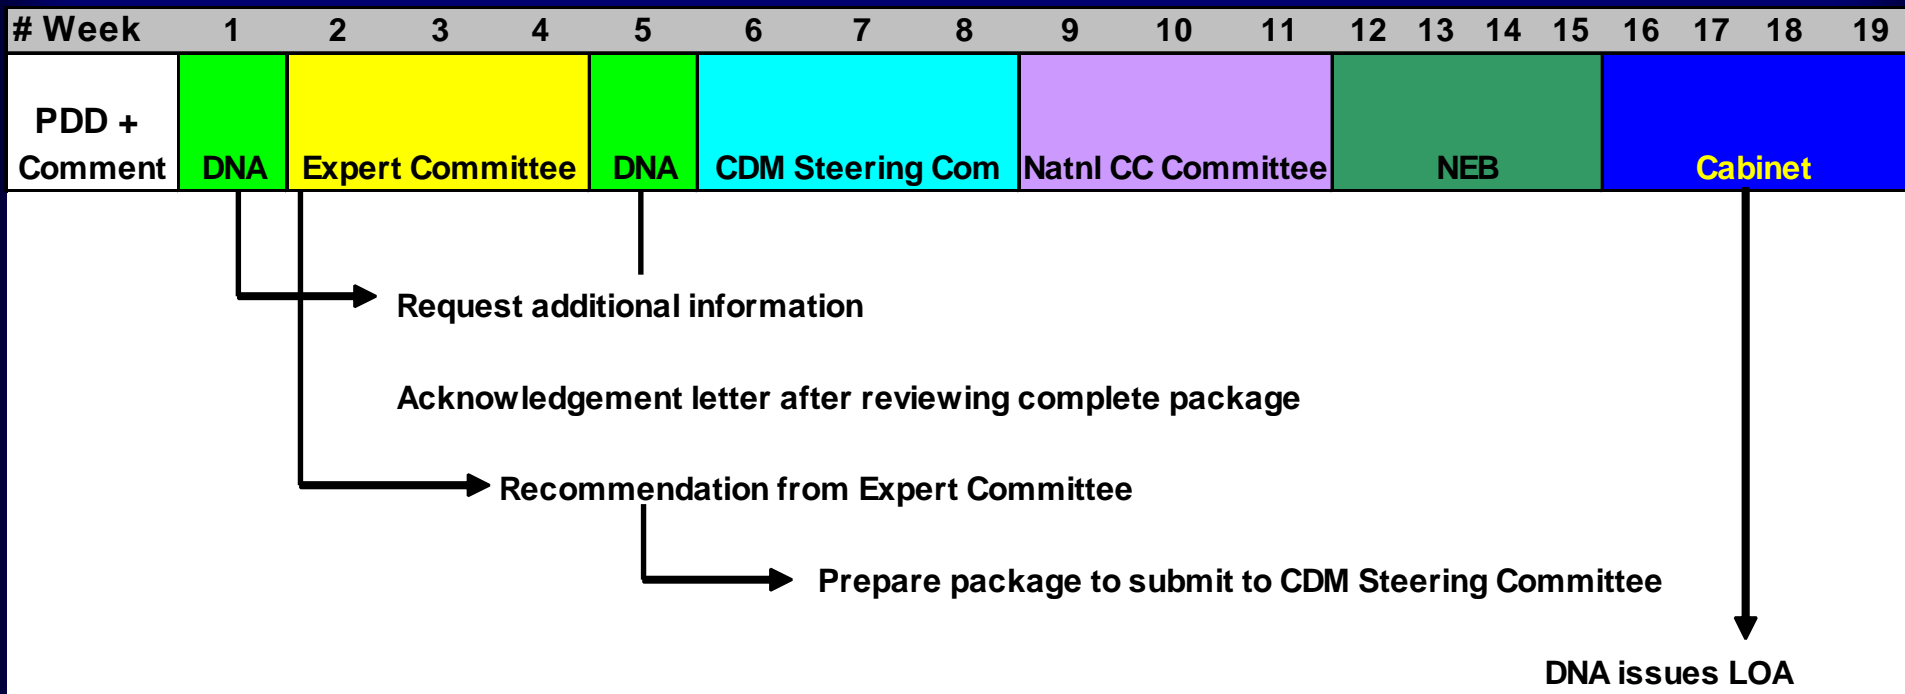 # Week 1 2 3 4 5 6 7 8 9 10 11 12 13 14 15 16 17 18 19
PDD +
Comment DNA Expert Committee DNA CDM Steering Com Natnl CC Committee NEB Cabinet
Request additional information
Acknowledgement letter after reviewing complete package
Recommendation from Expert Committee
Prepare package to submit to CDM Steering Committee
DNA issues LOA